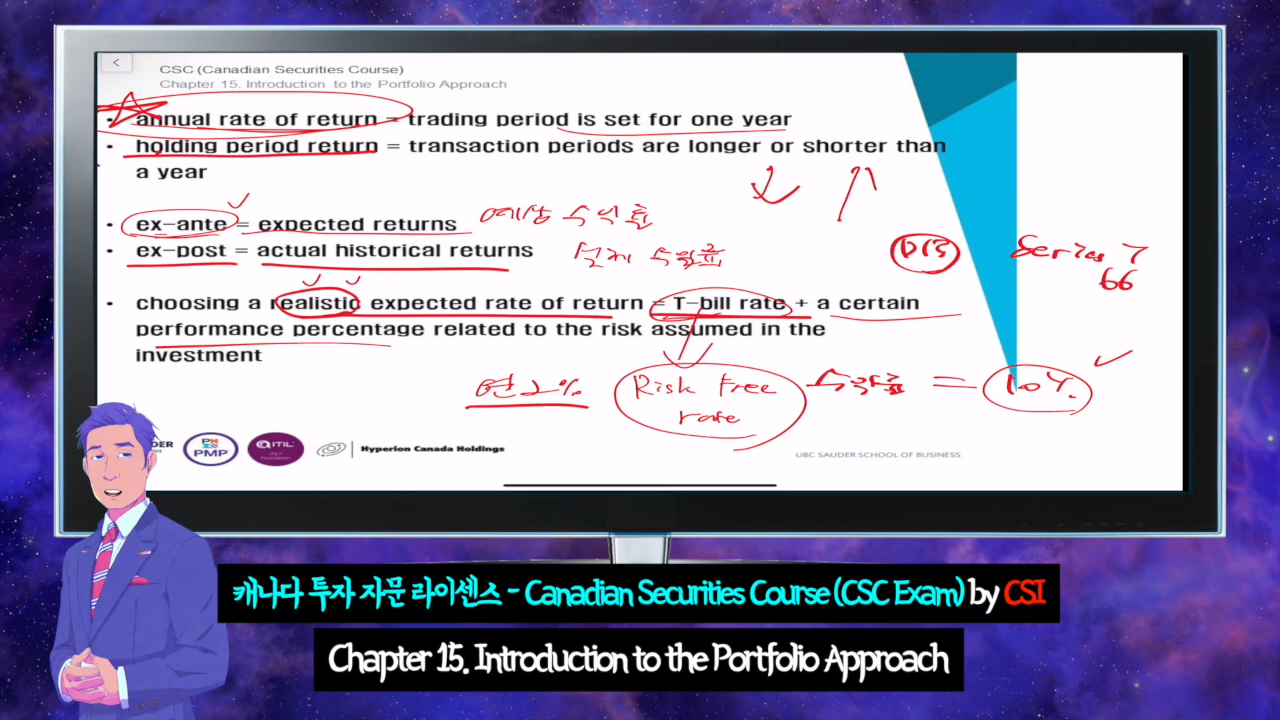 CSC (Canadian Securities Course)
Chapter 15. Introduction to the Portfolio Approach
• annual rate of return = trading period is set for one year
• holding period return = transaction periods are longer or shorter than
a year
• ex-ante = expected returns 예상 수익률
• ex-post = actual historical returns 실제 수익률
Series 7
66
• choosing a realistic expected rate of return = T-bill rate + a certain
performance percentage related to the risk assumed in the
investment
연 2% Risk Free 수익률 = 10%
rate
DER
PMP
ITIL
Foundation
Hyperion Canada Holdings
UBC SAUDER SCHOOL OF BUSINESS
캐나다 투자 자문 라이센스 - Canadian Securities Course (CSC Exam) by CSI
Chapter 15. Introduction to the Portfolio Approach